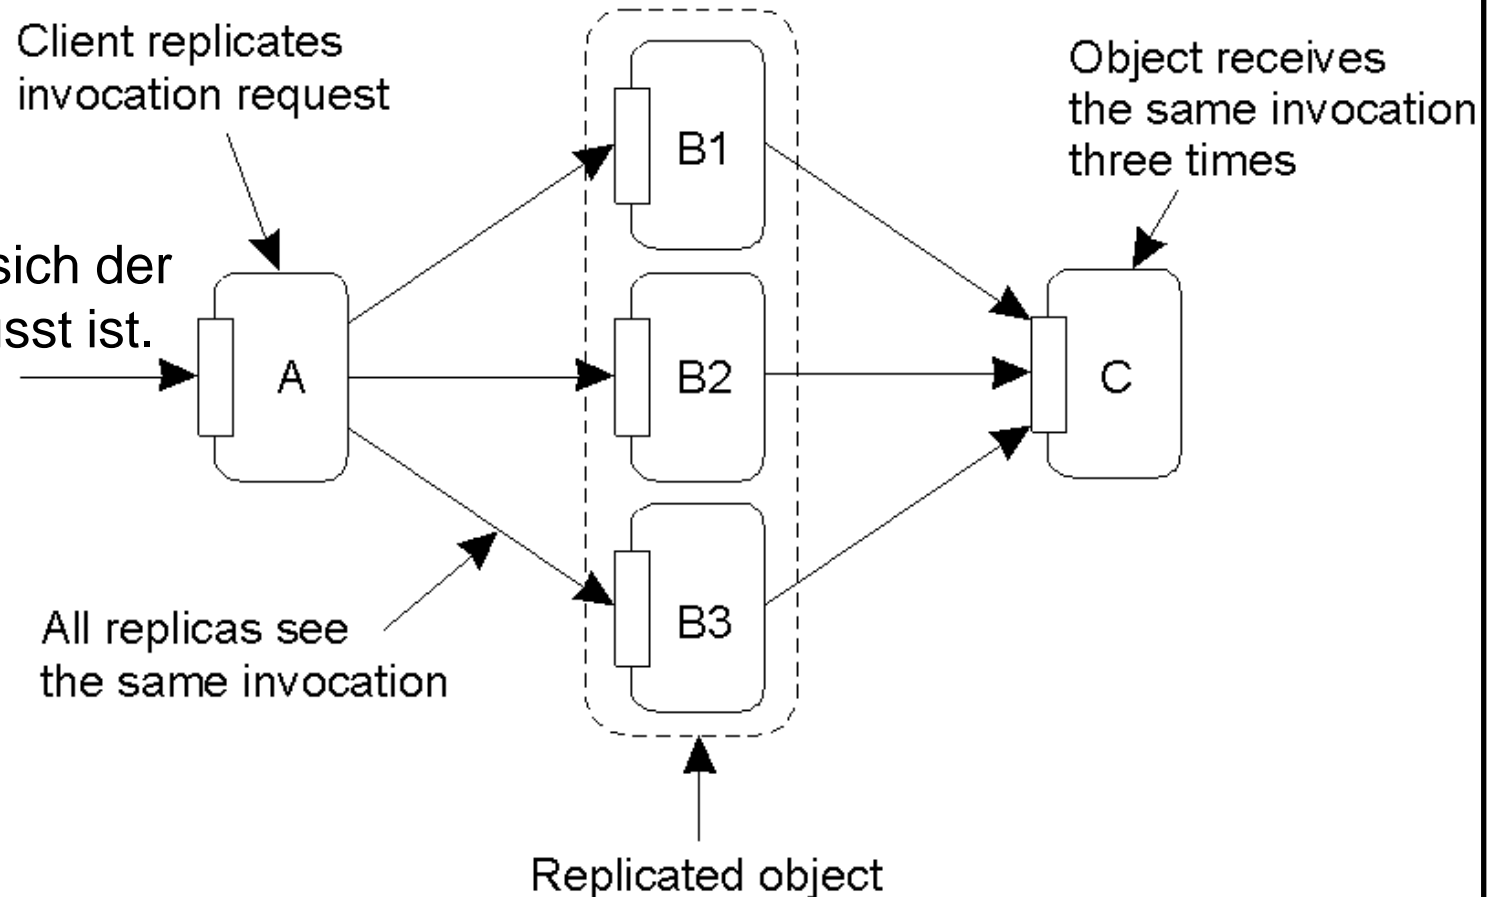 Client replicates
invocation request
Object receives
the same invocation
three times
B1
sich der
ist.
A
B2
C
B3
All replicas see
the same invocation
Replicated object